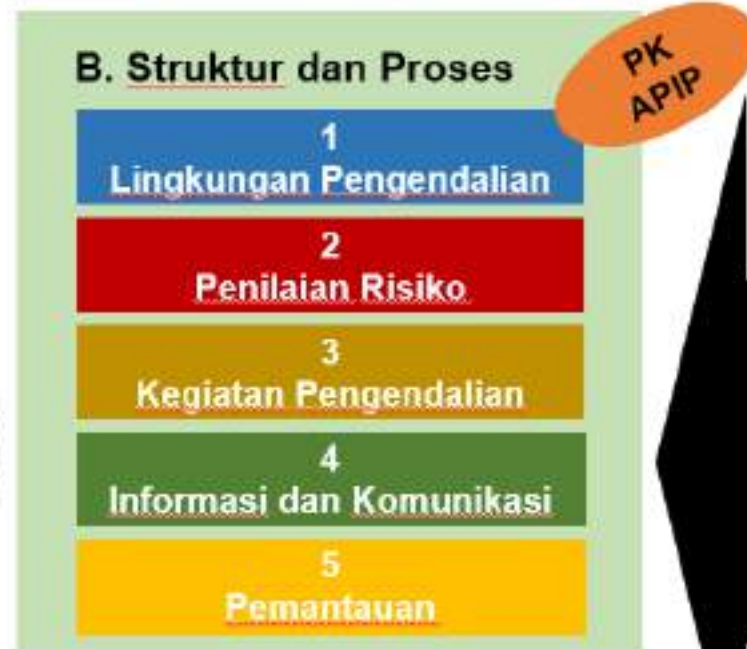 B. Struktur dan Proses
PK
APIP
1
Lingkungan Pengendalian
2
Penilaian Risiko
3
Kegiatan Pengendalian
4
Informasi dan Komunikasi
5
Pemantauan